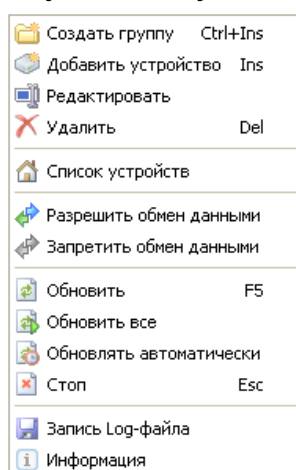 Создать группу Ctrl+Ins
Добавить устройство Ins
Редактировать
Удалить Del
Список устройств
Разрешить обмен данными
Запретить обмен данными
Обновить F5
Обновить все
Обновлять автоматически
Стоп Esc
Запись Log-файла
Информация